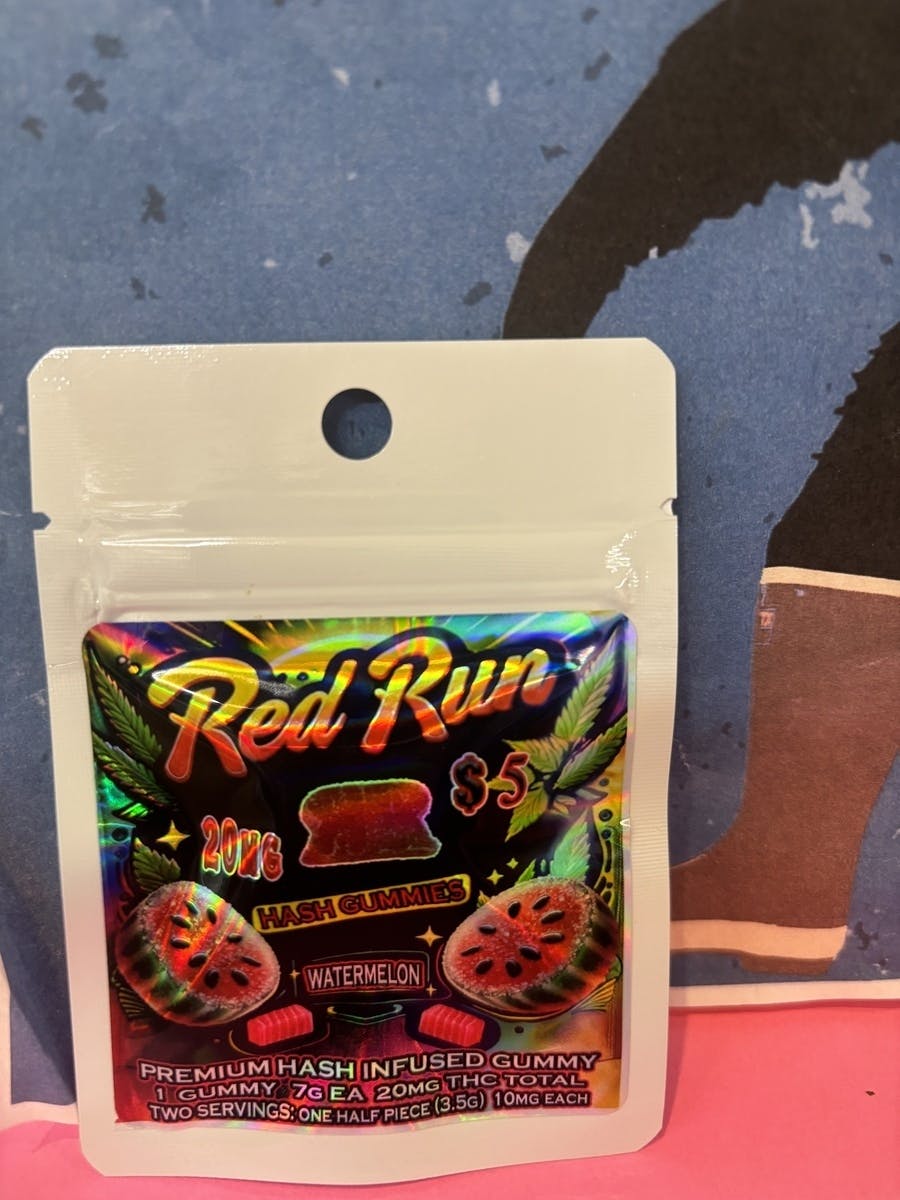 Red Run
$5
20MG
HASH GUMMIES
WATERMELON
PREMIUM HASH INFUSED GUMMY
1 GUMMY 7G EA 20MG THC TOTAL
TWO SERVINGS: ONE HALF PIECE (3.5G) 10MG EACH